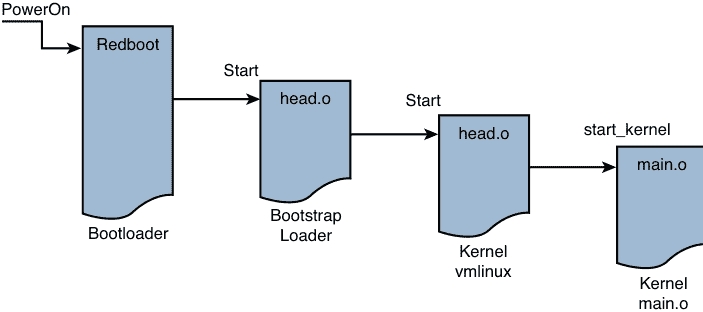 PowerOn
Redboot
Bootloader
Start
head.o
Bootstrap
Loader
Start
head.o
Kernel
vmlinux
start_kernel
main.o
Kernel
main.o